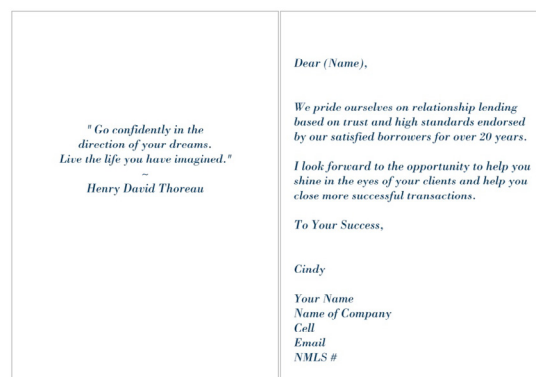 " Go confidently in the
direction of your dreams.
Live the life you have imagined."
~
Henry David Thoreau
Dear (Name),
We pride ourselves on relationship lending
based on trust and high standards endorsed
by our satisfied borrowers for over 20 years.
I look forward to the opportunity to help you
shine in the eyes of your clients and help you
close more successful transactions.
To Your Success,
Cindy
Your Name
Name of Company
Cell
Email
NMLS #